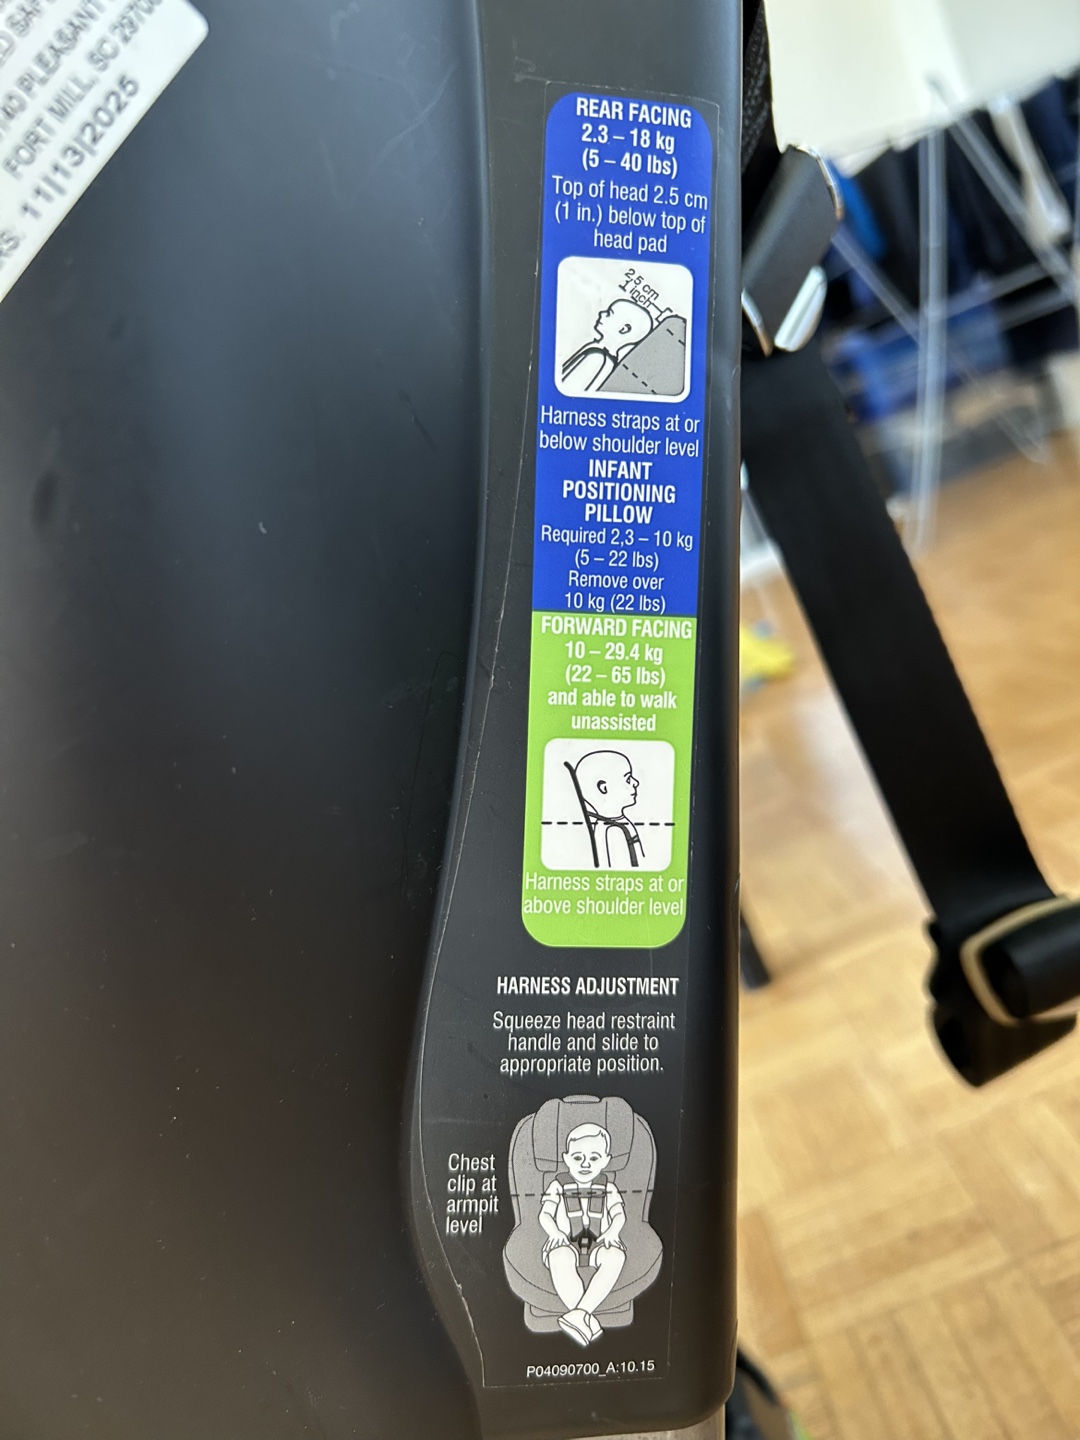 PLEASANT
FORT MILL, SC
11|13|2025
REAR FACING
2.3 – 18 kg
(5 – 40 lbs)
Top of head 2.5 cm
(1 in.) below top of
head pad
2.5 cm
1 inch
Harness straps at or
below shoulder level
INFANT
POSITIONING
PILLOW
Required 2,3 – 10 kg
(5 – 22 lbs)
Remove over
10 kg (22 lbs)
FORWARD FACING
10 – 29.4 kg
(22 – 65 lbs)
and able to walk
unassisted
Harness straps at or
above shoulder level
HARNESS ADJUSTMENT
Squeeze head restraint
handle and slide to
appropriate position.
Chest
clip at
armpit
level
P04090700_A:10.15